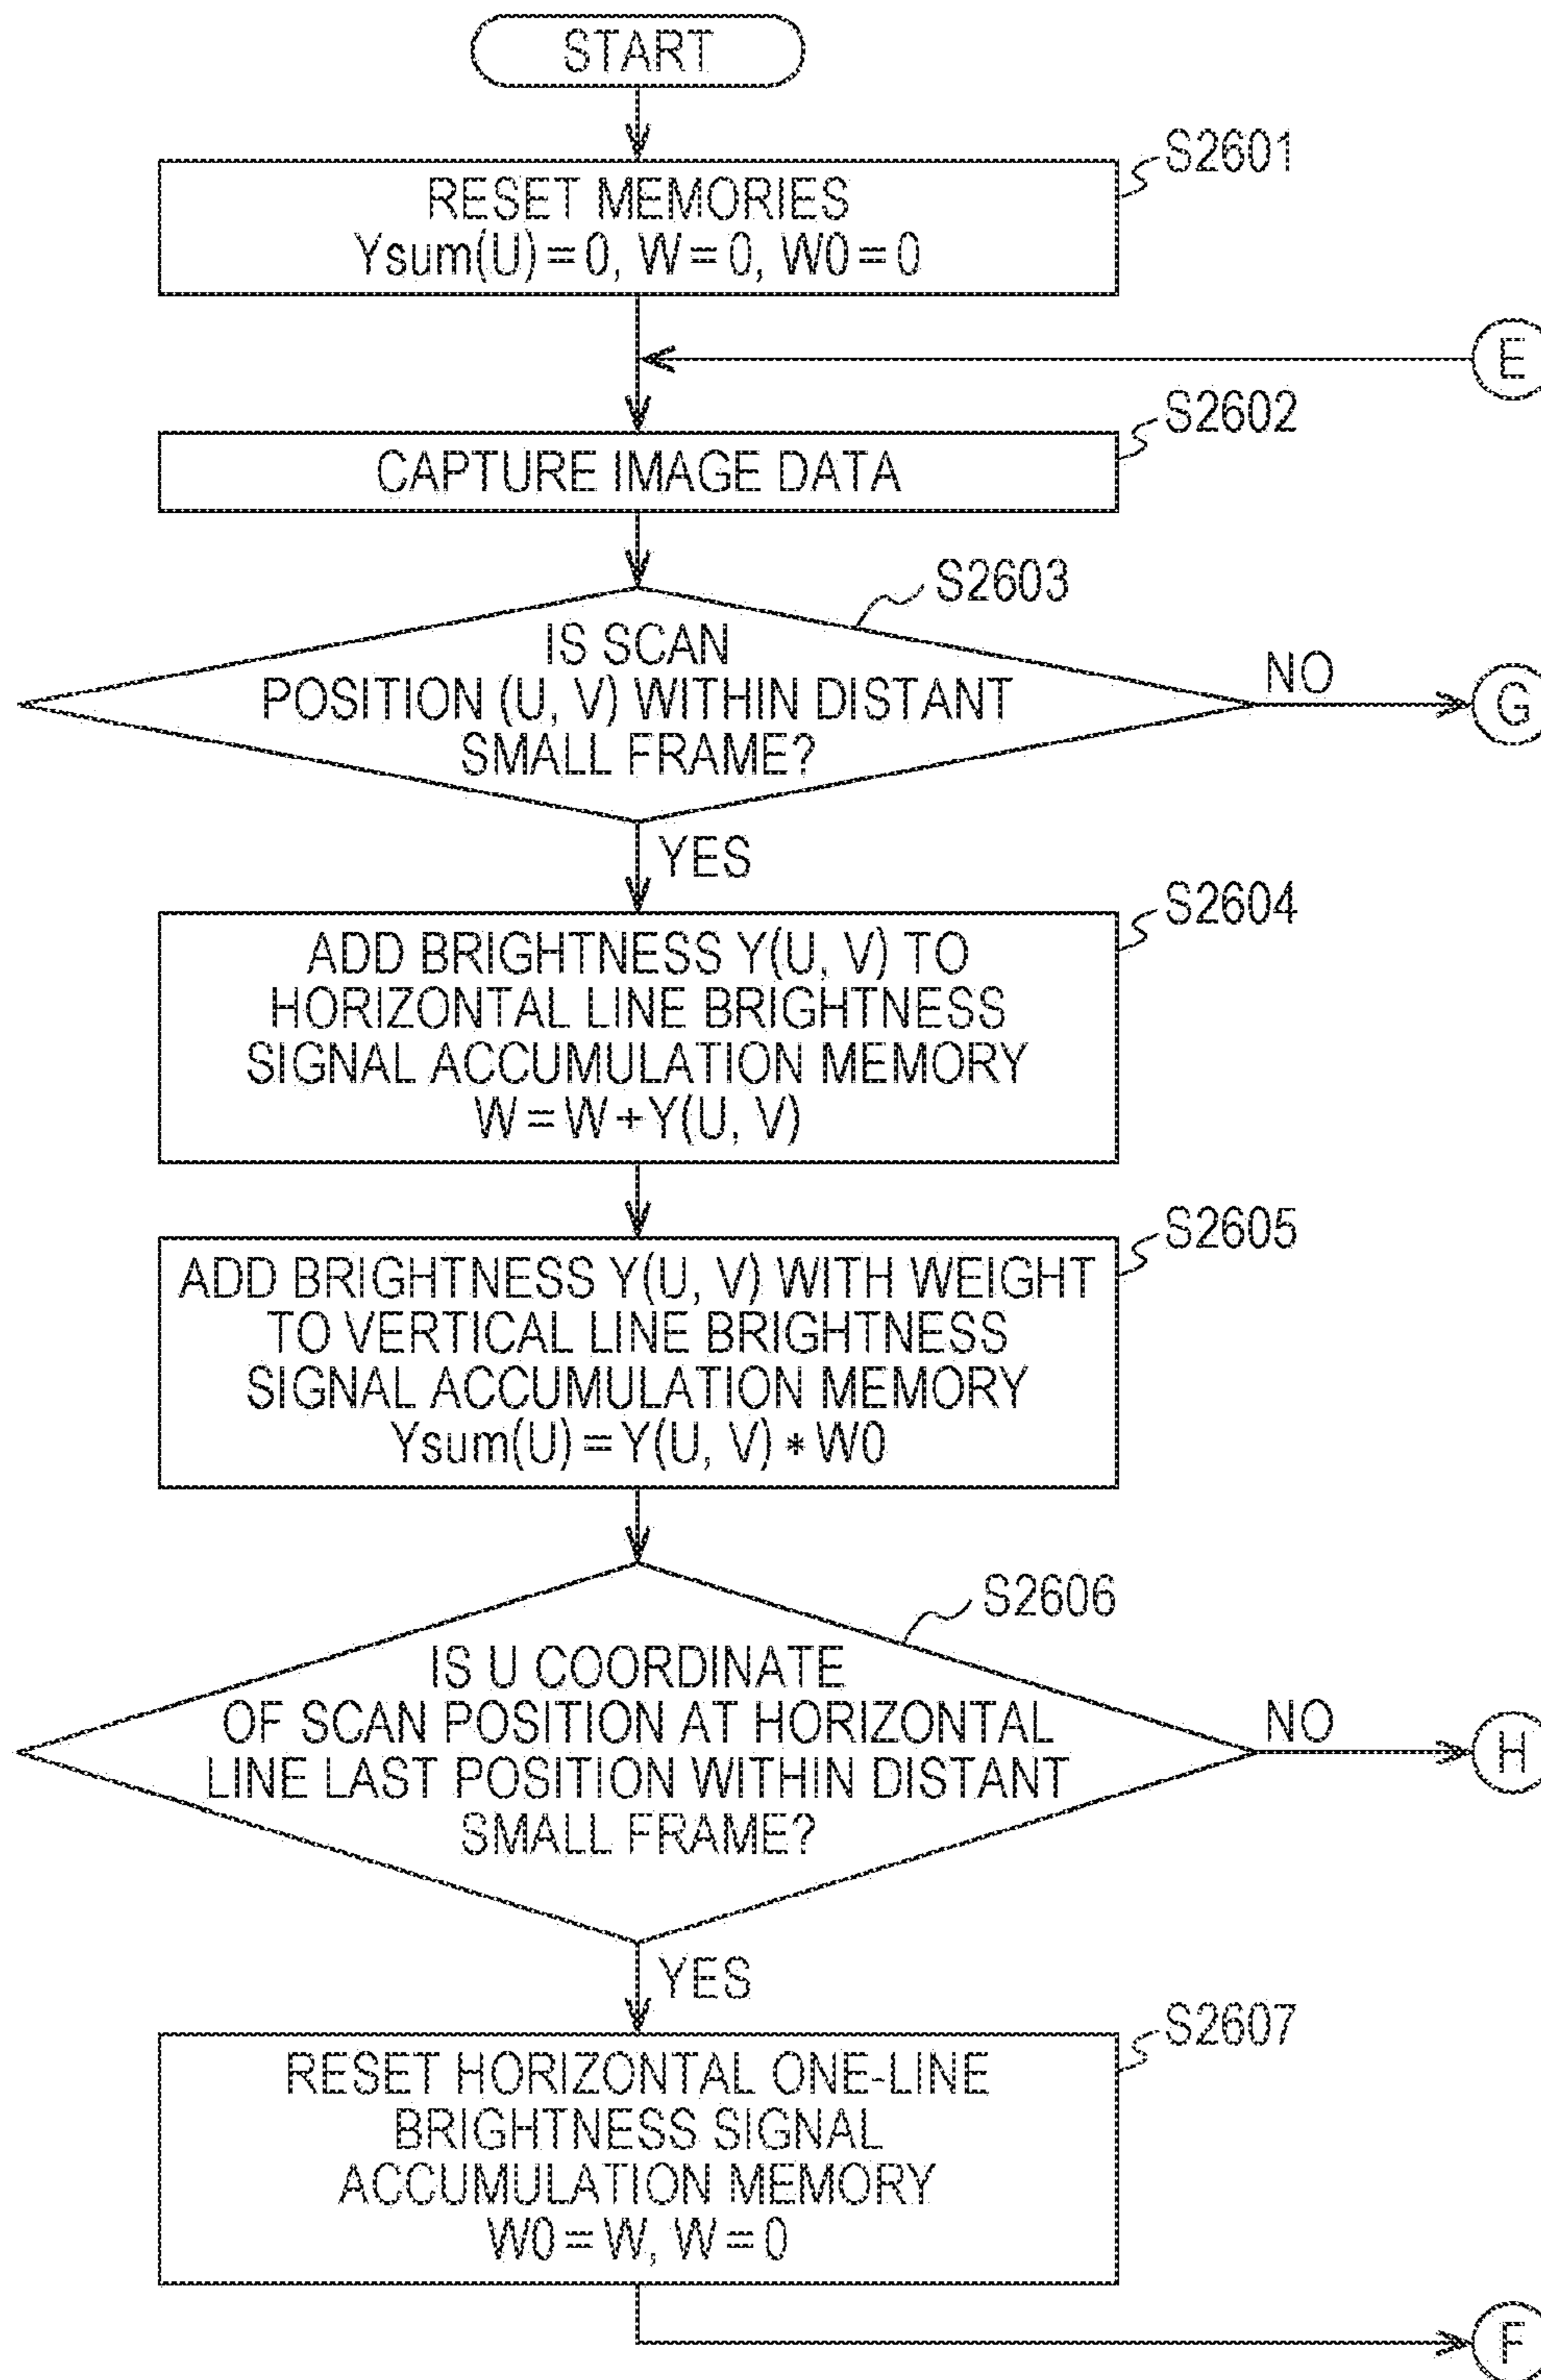 START
S2601
RESET MEMORIES
Ysum(U)=0, W=0, W0=0
E
S2602
CAPTURE IMAGE DATA
S2603
IS SCAN
POSITION (U, V) WITHIN DISTANT
SMALL FRAME?
NO
G
YES
S2604
ADD BRIGHTNESS Y(U, V) TO
HORIZONTAL LINE BRIGHTNESS
SIGNAL ACCUMULATION MEMORY
W=W+Y(U, V)
S2605
ADD BRIGHTNESS Y(U, V) WITH WEIGHT
TO VERTICAL LINE BRIGHTNESS
SIGNAL ACCUMULATION MEMORY
Ysum(U)=Y(U, V)*W0
S2606
IS U COORDINATE
OF SCAN POSITION AT HORIZONTAL
LINE LAST POSITION WITHIN DISTANT
SMALL FRAME?
NO
H
YES
S2607
RESET HORIZONTAL ONE-LINE
BRIGHTNESS SIGNAL
ACCUMULATION MEMORY
W0=W, W=0
F